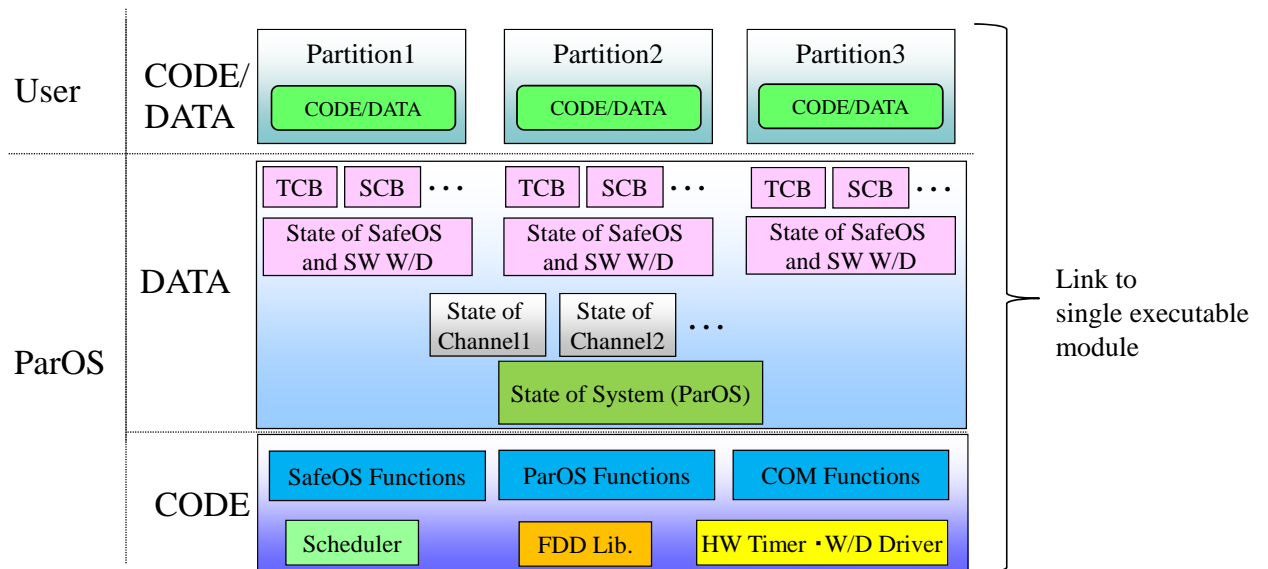 User
CODE/
DATA
Partition1
CODE/DATA
Partition2
CODE/DATA
Partition3
CODE/DATA
ParOS
DATA
TCB
SCB
・・・
TCB
SCB
・・・
TCB
SCB
・・・
State of SafeOS
and SW W/D
State of SafeOS
and SW W/D
State of SafeOS
and SW W/D
State of
Channel1
State of
Channel2
・・・
State of System (ParOS)
CODE
SafeOS Functions
ParOS Functions
COM Functions
Scheduler
FDD Lib.
HW Timer ・W/D Driver
Link to
single executable
module